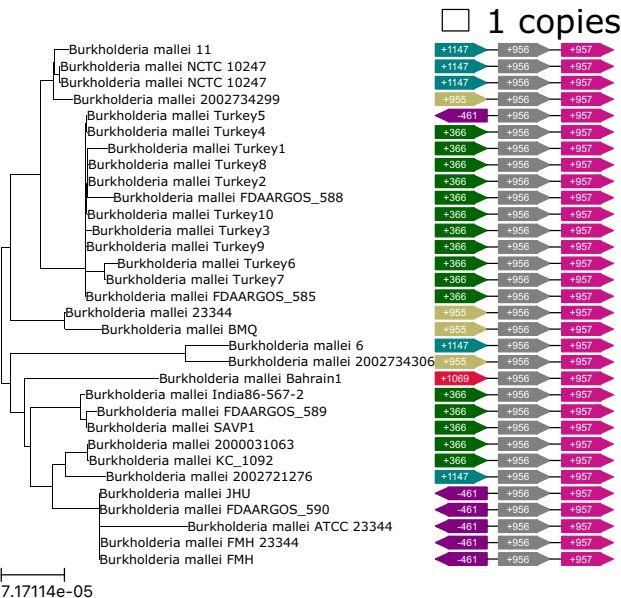 1 copies
Burkholderia mallei 11 +1147 +956 +957
Burkholderia mallei NCTC 10247 +1147 +956 +957
Burkholderia mallei NCTC 10247 +1147 +956 +957
Burkholderia mallei 2002734299 +955 +956 +957
Burkholderia mallei Turkey5 -461 +956 +957
Burkholderia mallei Turkey4 +366 +956 +957
Burkholderia mallei Turkey1 +366 +956 +957
Burkholderia mallei Turkey8 +366 +956 +957
Burkholderia mallei Turkey2 +366 +956 +957
Burkholderia mallei FDAARGOS_588 +366 +956 +957
Burkholderia mallei Turkey10 +366 +956 +957
Burkholderia mallei Turkey3 +366 +956 +957
Burkholderia mallei Turkey9 +366 +956 +957
Burkholderia mallei Turkey6 +366 +956 +957
Burkholderia mallei Turkey7 +366 +956 +957
Burkholderia mallei FDAARGOS_585 +366 +956 +957
Burkholderia mallei 23344 +955 +956 +957
Burkholderia mallei BMQ +955 +956 +957
Burkholderia mallei 6 +1147 +956 +957
Burkholderia mallei 2002734306 +955 +956 +957
Burkholderia mallei Bahrain1 +1069 +956 +957
Burkholderia mallei India86-567-2 +366 +956 +957
Burkholderia mallei FDAARGOS_589 +366 +956 +957
Burkholderia mallei SAVP1 +366 +956 +957
Burkholderia mallei 2000031063 +366 +956 +957
Burkholderia mallei KC_1092 +366 +956 +957
Burkholderia mallei 2002721276 +1147 +956 +957
Burkholderia mallei JHU -461 +956 +957
Burkholderia mallei FDAARGOS_590 -461 +956 +957
Burkholderia mallei ATCC 23344 -461 +956 +957
Burkholderia mallei FMH 23344 -461 +956 +957
Burkholderia mallei FMH -461 +956 +957
7.17114e-05